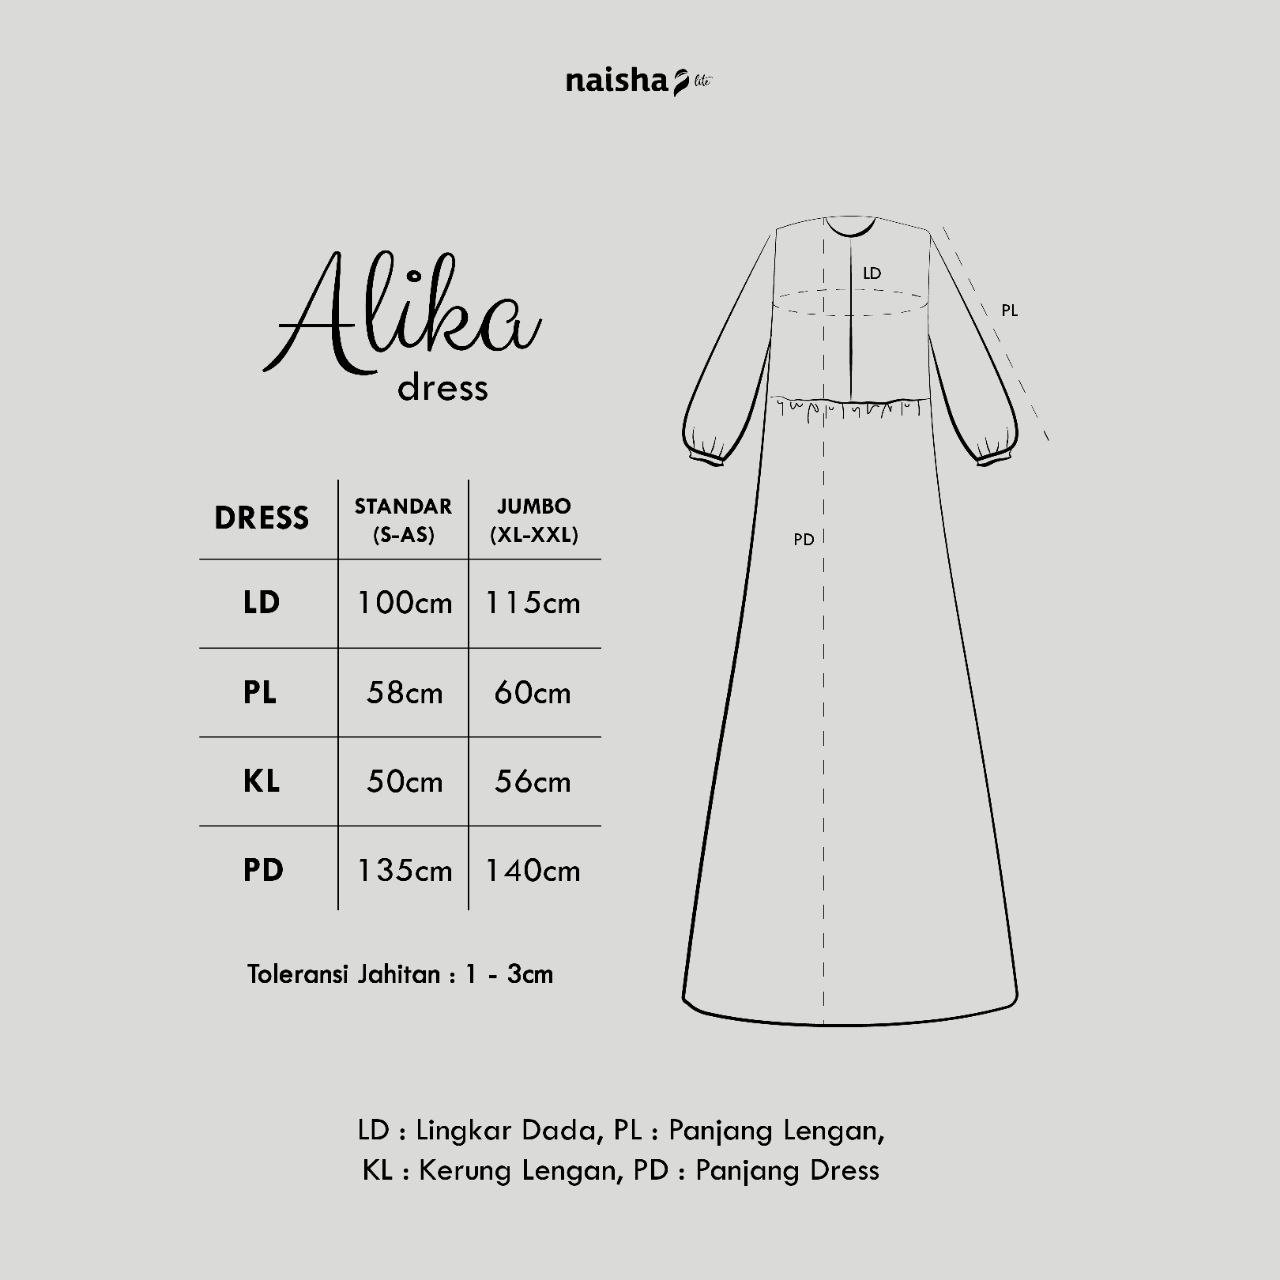 naisha lite
Alika
dress
DRESS STANDAR (S-AS) JUMBO (XL-XXL)
LD 100cm 115cm
PL 58cm 60cm
KL 50cm 56cm
PD 135cm 140cm
Toleransi Jahitan : 1 - 3cm
LD
PL
PD
LD : Lingkar Dada, PL : Panjang Lengan,
KL : Kerung Lengan, PD : Panjang Dress